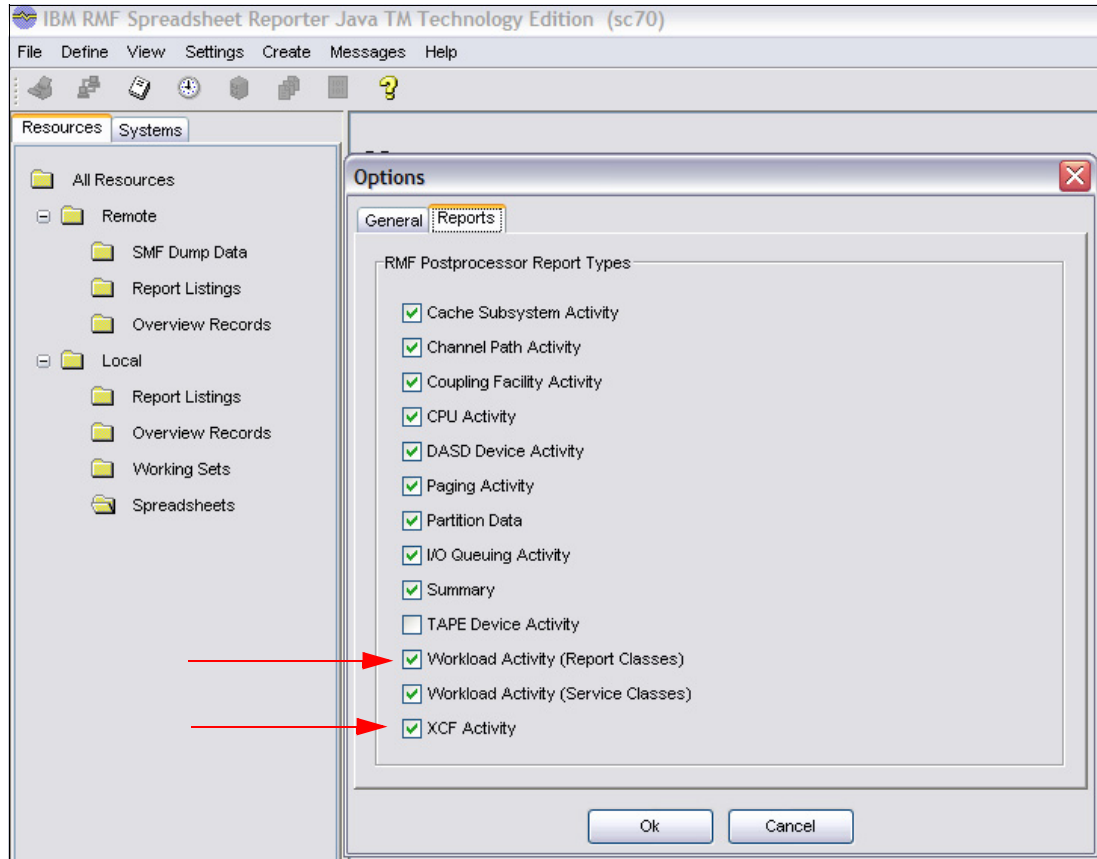 IBM RMF Spreadsheet Reporter Java TM Technology Edition (sc70)
File Define View Settings Create Messages Help
Resources Systems
All Resources
Remote
SMF Dump Data
Report Listings
Overview Records
Local
Report Listings
Overview Records
Working Sets
Spreadsheets
Options
General Reports
RMF Postprocessor Report Types
Cache Subsystem Activity
Channel Path Activity
Coupling Facility Activity
CPU Activity
DASD Device Activity
Paging Activity
Partition Data
I/O Queuing Activity
Summary
TAPE Device Activity
Workload Activity (Report Classes)
Workload Activity (Service Classes)
XCF Activity
Ok Cancel